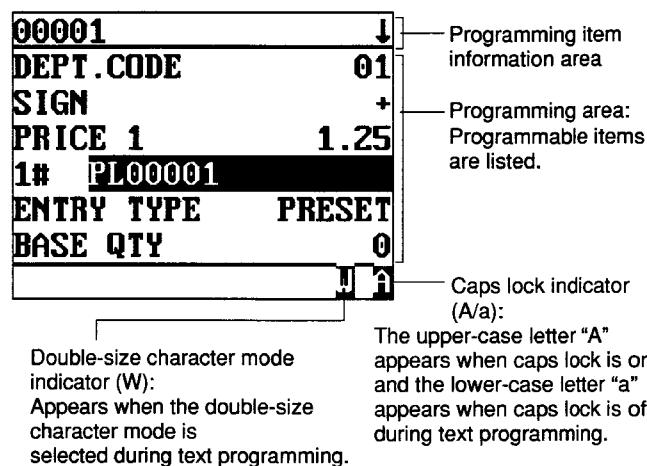 00001 ↓
DEPT.CODE 01
SIGN +
PRICE 1 1.25
1# PL00001
ENTRY TYPE PRESET
BASE QTY 0
W A
Programming item
information area
Programming area:
Programmable items
are listed.
Caps lock indicator
(A/a):
The upper-case letter “A”
appears when caps lock is or
and the lower-case letter “a”
appears when caps lock is of
during text programming.
Double-size character mode
indicator (W):
Appears when the double-size
character mode is
selected during text programming.